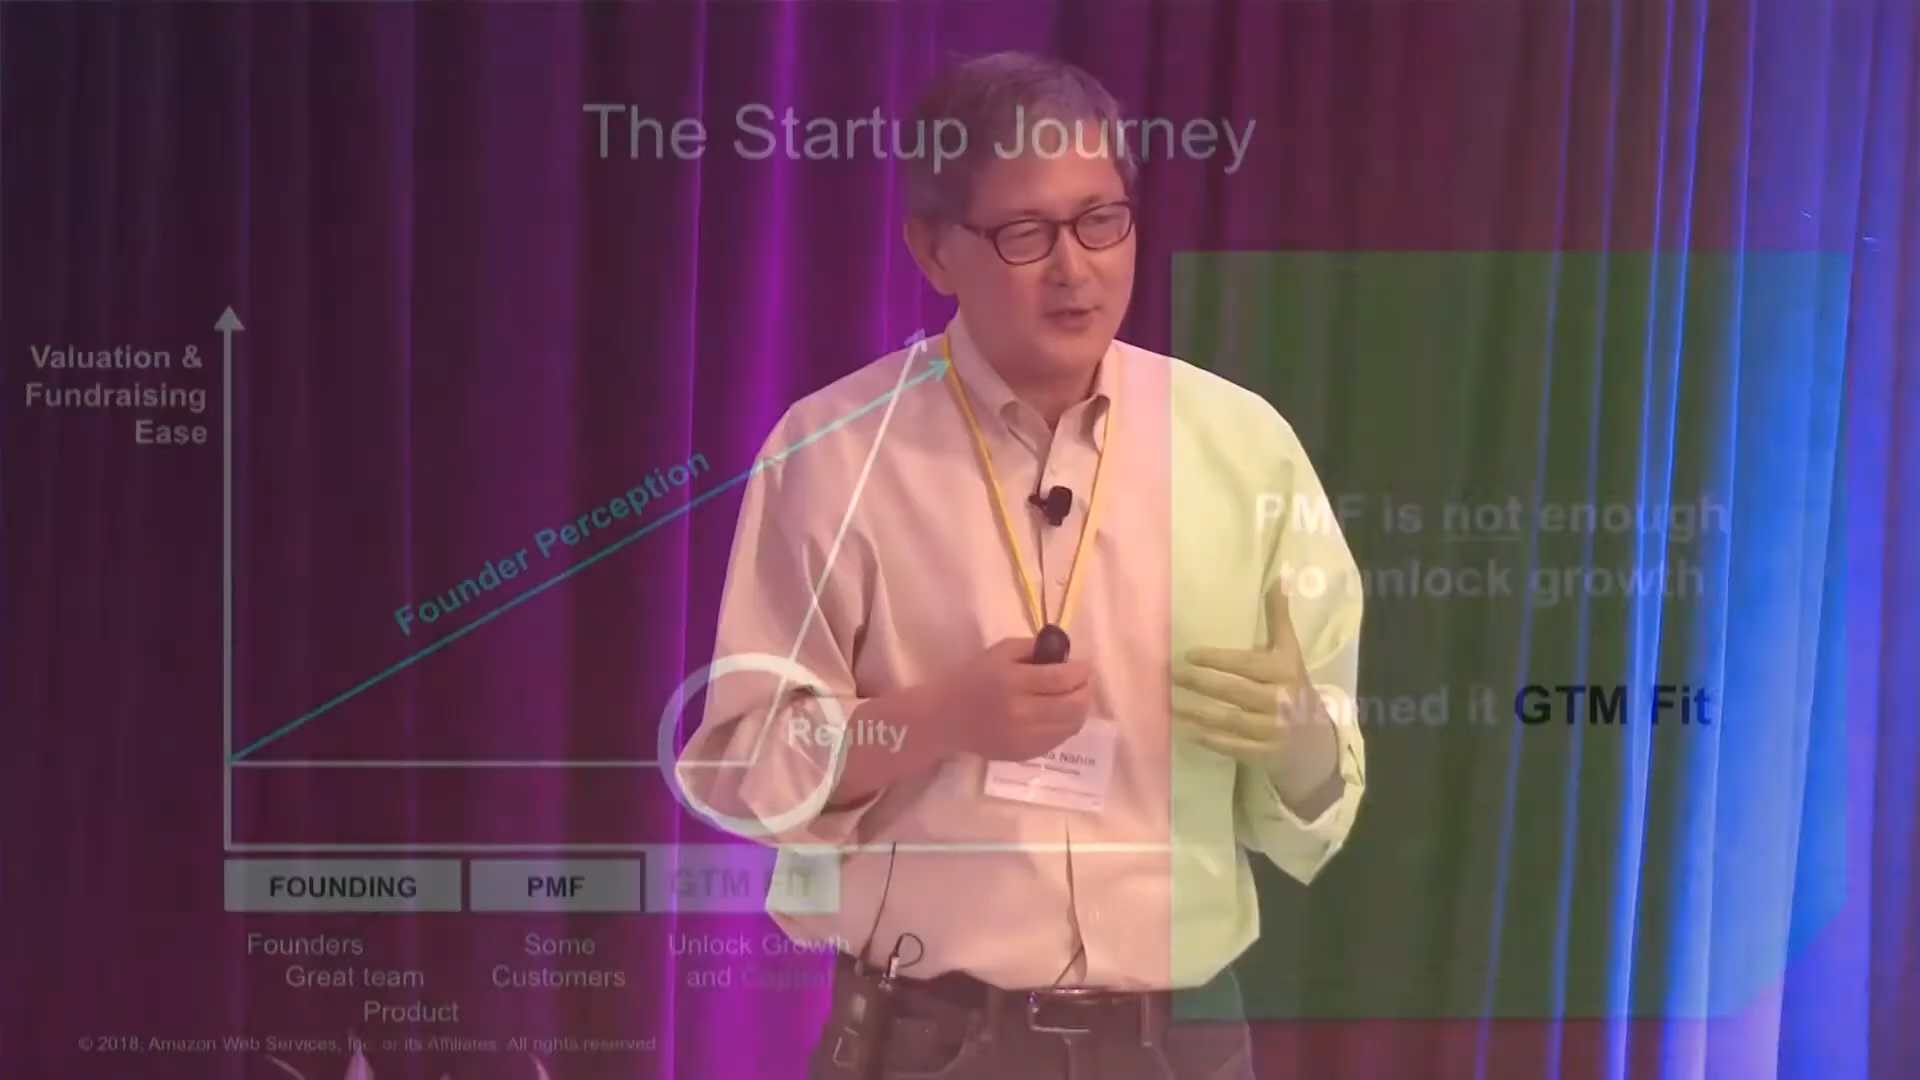 The Startup Journey
Valuation &
Fundraising
Ease
Founder Perception
PMF is not enough
to unlock growth
Named it GTM Fit
Reality
FOUNDING
PMF
GTM FIT
Founders
Great team
Product
Some
Customers
Unlock Growth
and Capital
© 2018, Amazon Web Services, Inc. or its Affiliates. All rights reserved